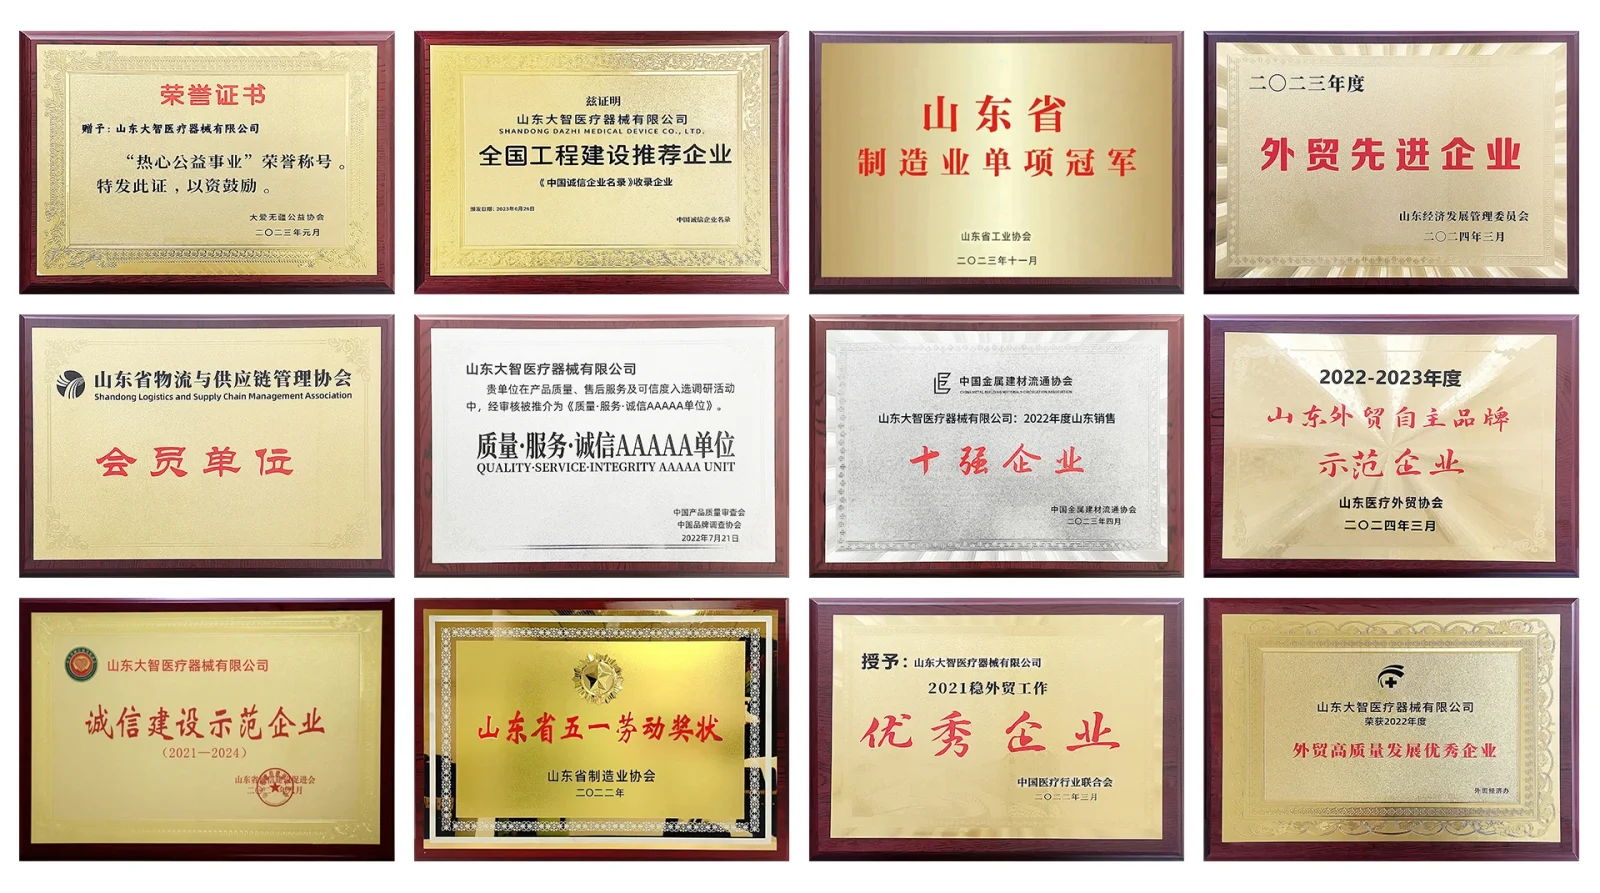 荣誉证书
赠予：山东大智医疗器械有限公司
“热心公益事业”荣誉称号。
特发此证，以资鼓励。
大爱无疆公益协会
二〇二三年元月
兹证明
山东大智医疗器械有限公司
SHANDONG DAZHI MEDICAL DEVICE CO., LTD.
全国工程建设推荐企业
《中国诚信企业名录》收录企业
颁发日期：2023年6月26日
中国诚信企业名录
山东省
制造业单项冠军
山东省工业协会
二〇二三年十一月
二〇二三年度
外贸先进企业
山东经济发展管理委员会
二〇二四年三月
山东省物流与供应链管理协会
Shandong Logistics and Supply Chain Management Association
会员单位
山东大智医疗器械有限公司
贵单位在产品质量、售后服务及可信度入选调研活动
中，经审核被推介为《质量·服务·诚信AAAAA单位》。
质量·服务·诚信AAAAA单位
QUALITY·SERVICE·INTEGRITY AAAAA UNIT
中国产品质量审查会
中国品牌调查协会
2022年7月21日
中国金属建材流通协会
山东大智医疗器械有限公司：2022年度山东销售
十强企业
中国金属建材流通协会
二〇二三年四月
2022-2023年度
山东外贸自主品牌
示范企业
山东医疗外贸协会
二〇二四年三月
山东大智医疗器械有限公司
诚信建设示范企业
（2021—2024）
山东省
促进会
山东省五一劳动奖状
山东省制造业协会
二〇二二年
授予：山东大智医疗器械有限公司
2021稳外贸工作
优秀企业
中国医疗行业联合会
二〇二二年三月
山东大智医疗器械有限公司
荣获2022年度
外贸高质量发展优秀企业
外贸经济办